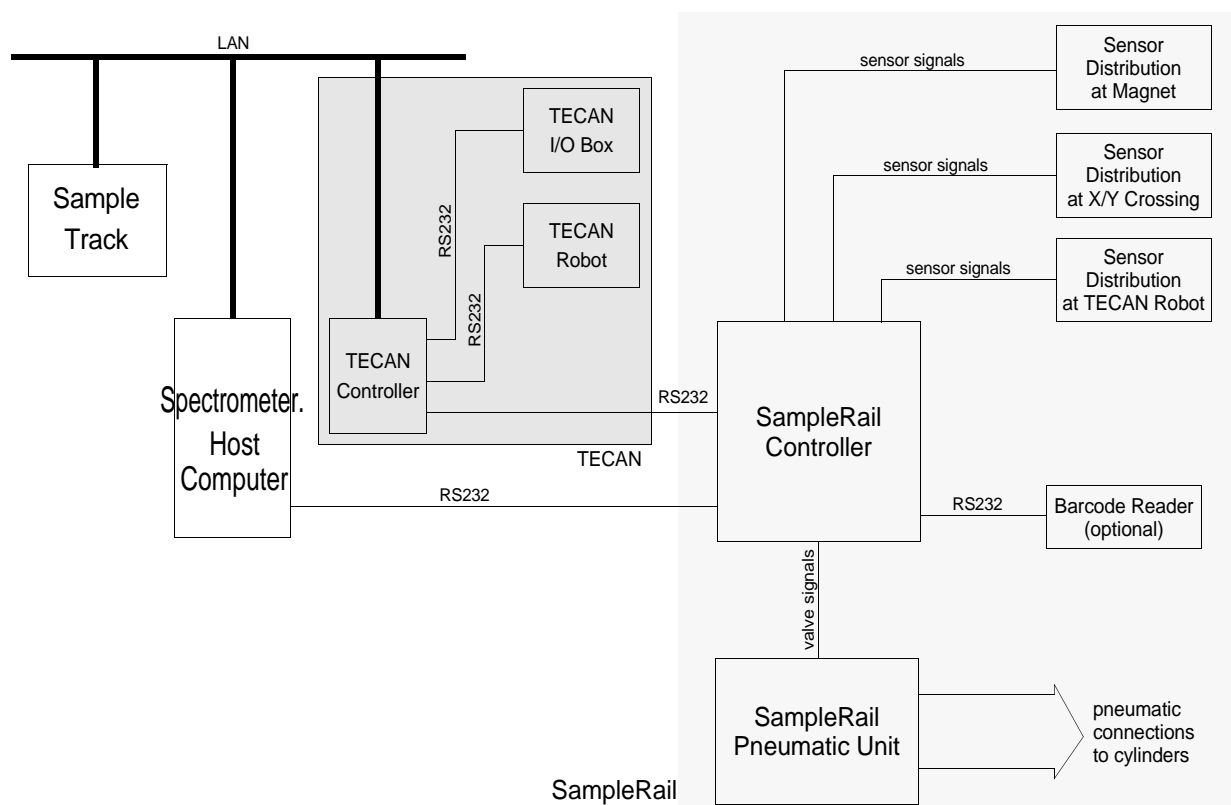 LAN
Sample
Track
Spectrometer.
Host
Computer
TECAN
I/O Box
RS232
TECAN
Robot
RS232
TECAN
Controller
TECAN
RS232
RS232
sensor signals
Sensor
Distribution
at Magnet
sensor signals
Sensor
Distribution
at X/Y Crossing
sensor signals
Sensor
Distribution
at TECAN Robot
SampleRail
Controller
RS232
Barcode Reader
(optional)
valve signals
SampleRail
Pneumatic Unit
pneumatic
connections
to cylinders
SampleRail